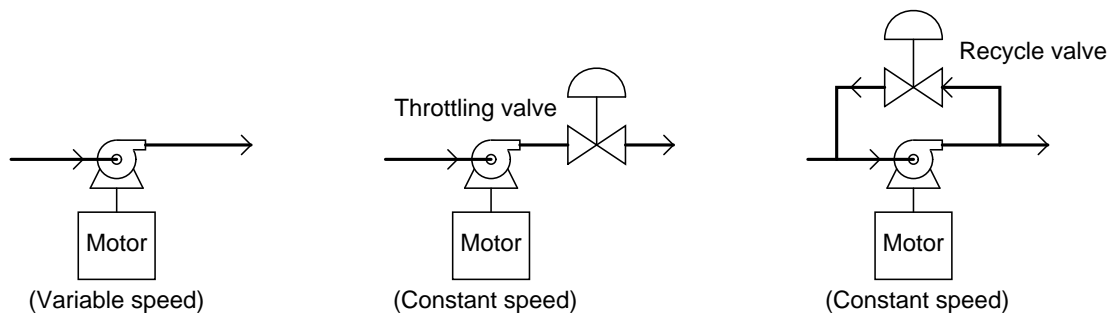 Recycle valve
Throttling valve
Motor
Motor
Motor
(Variable speed)
(Constant speed)
(Constant speed)